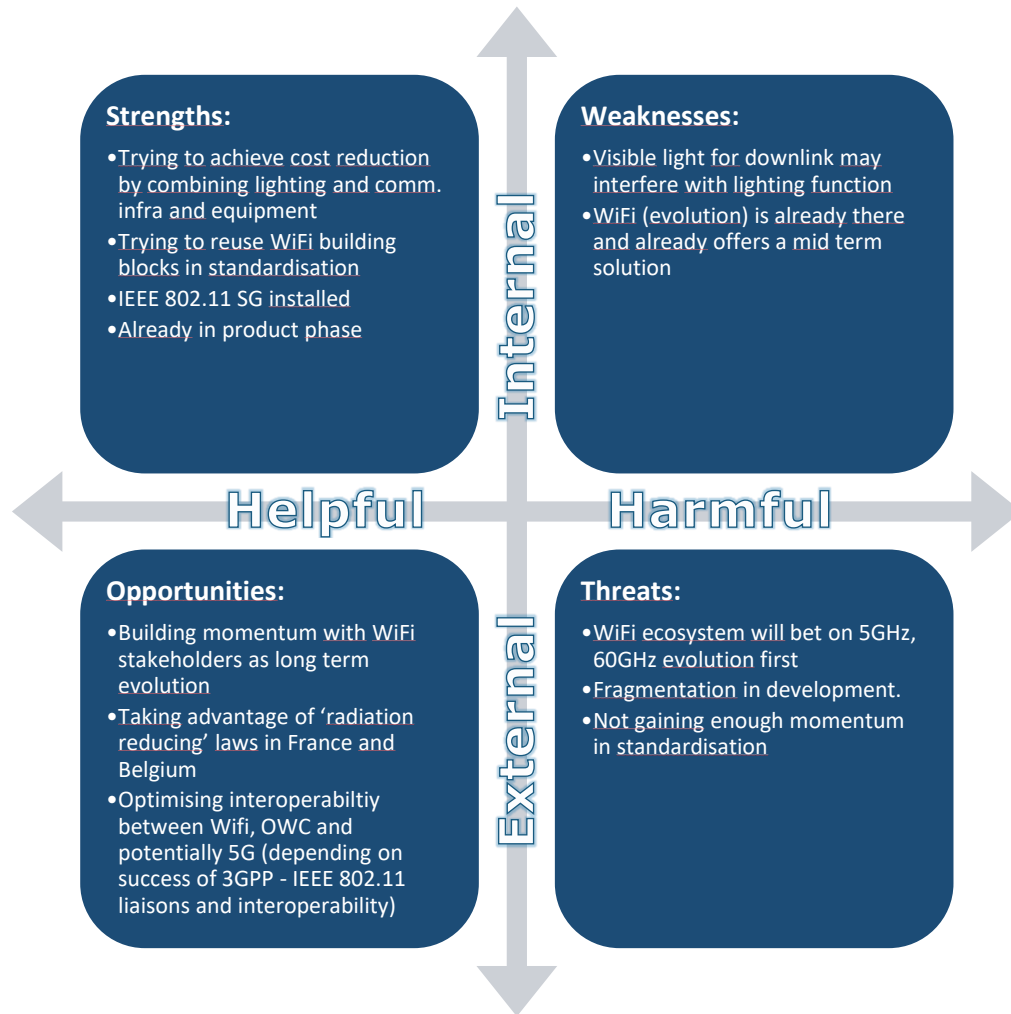 Strengths:
•Trying to achieve cost reduction
by combining lighting and comm.
infra and equipment
•Trying to reuse WiFi building
blocks in standardisation
•IEEE 802.11 SG installed
•Already in product phase
Internal
Weaknesses:
•Visible light for downlink may
interfere with lighting function
•WiFi (evolution) is already there
and already offers a mid term
solution
Helpful
Harmful
Opportunities:
•Building momentum with WiFi
stakeholders as long term
evolution
•Taking advantage of ‘radiation
reducing’ laws in France and
Belgium
•Optimising interoperabiltiy
between Wifi, OWC and
potentially 5G (depending on
success of 3GPP - IEEE 802.11
liaisons and interoperability)
External
Threats:
•WiFi ecosystem will bet on 5GHz,
60GHz evolution first
•Fragmentation in development.
•Not gaining enough momentum
in standardisation